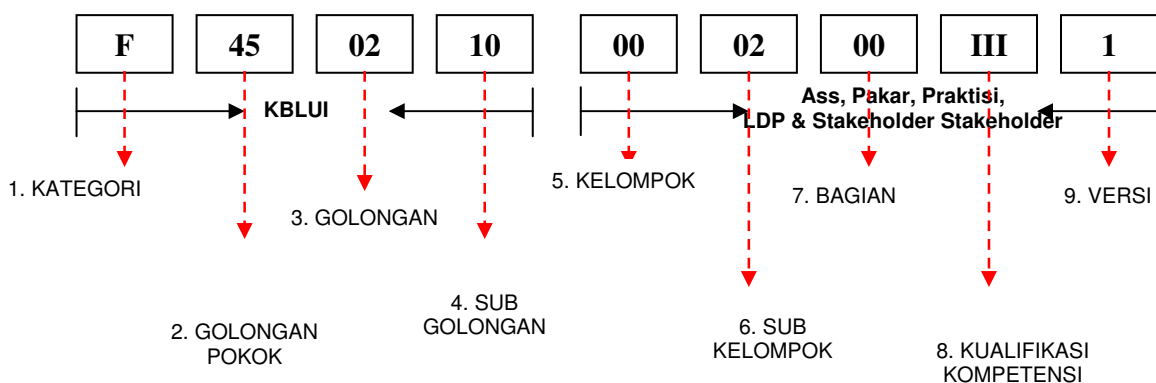 F 45 02 10 00 02 00 III 1
KBLUI
Ass, Pakar, Praktisi,
LDP & Stakeholder Stakeholder
1. KATEGORI
5. KELOMPOK
7. BAGIAN
9. VERSI
3. GOLONGAN
4. SUB
GOLONGAN
2. GOLONGAN
POKOK
6. SUB
KELOMPOK
8. KUALIFIKASI
KOMPETENSI